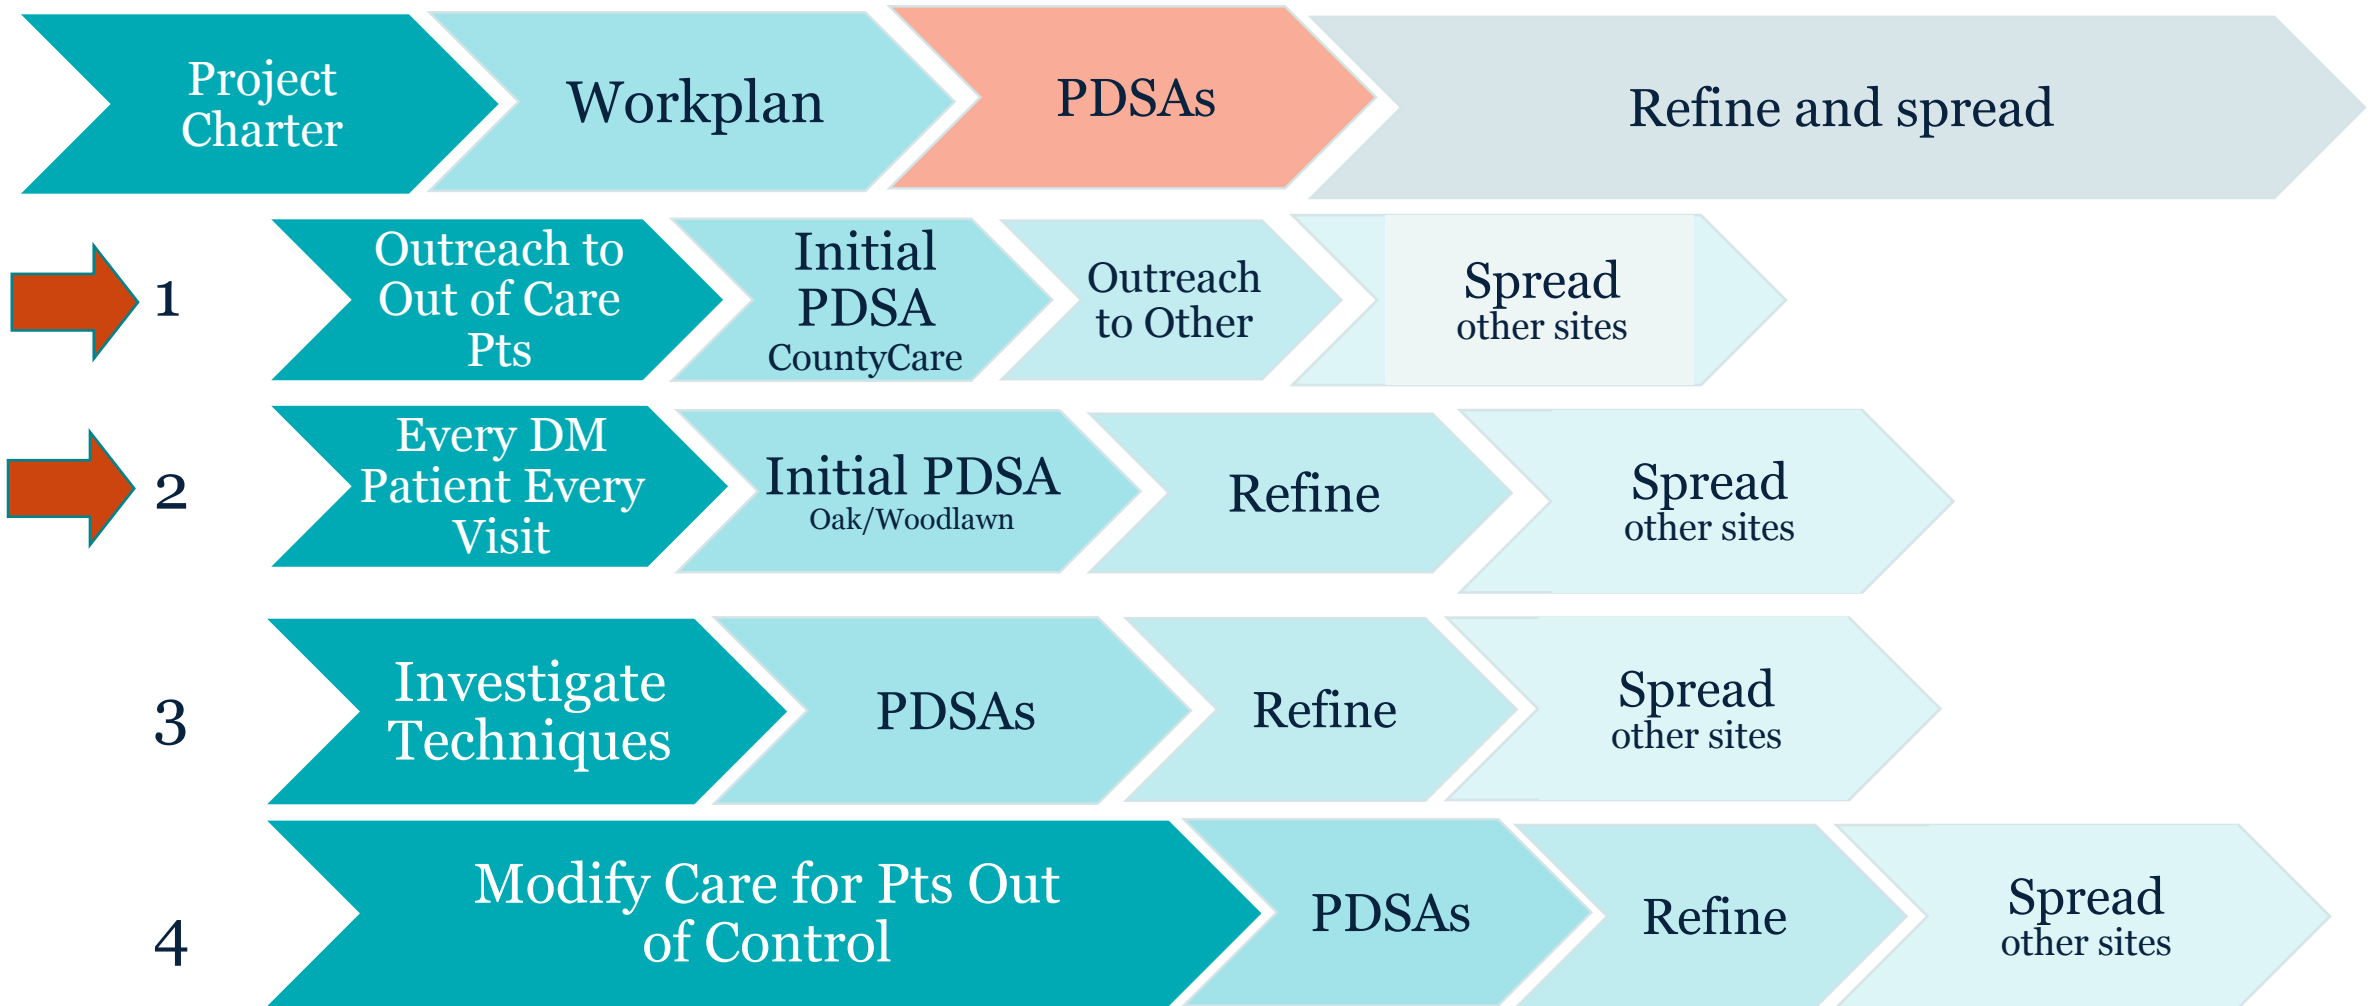 Project
Charter
Workplan
PDSAs
Refine and spread
1
Outreach to
Out of Care
Pts
Initial
PDSA
CountyCare
Outreach
to Other
Spread
other sites
2
Every DM
Patient Every
Visit
Initial PDSA
Oak/Woodlawn
Refine
Spread
other sites
3
Investigate
Techniques
PDSAs
Refine
Spread
other sites
4
Modify Care for Pts Out
of Control
PDSAs
Refine
Spread
other sites